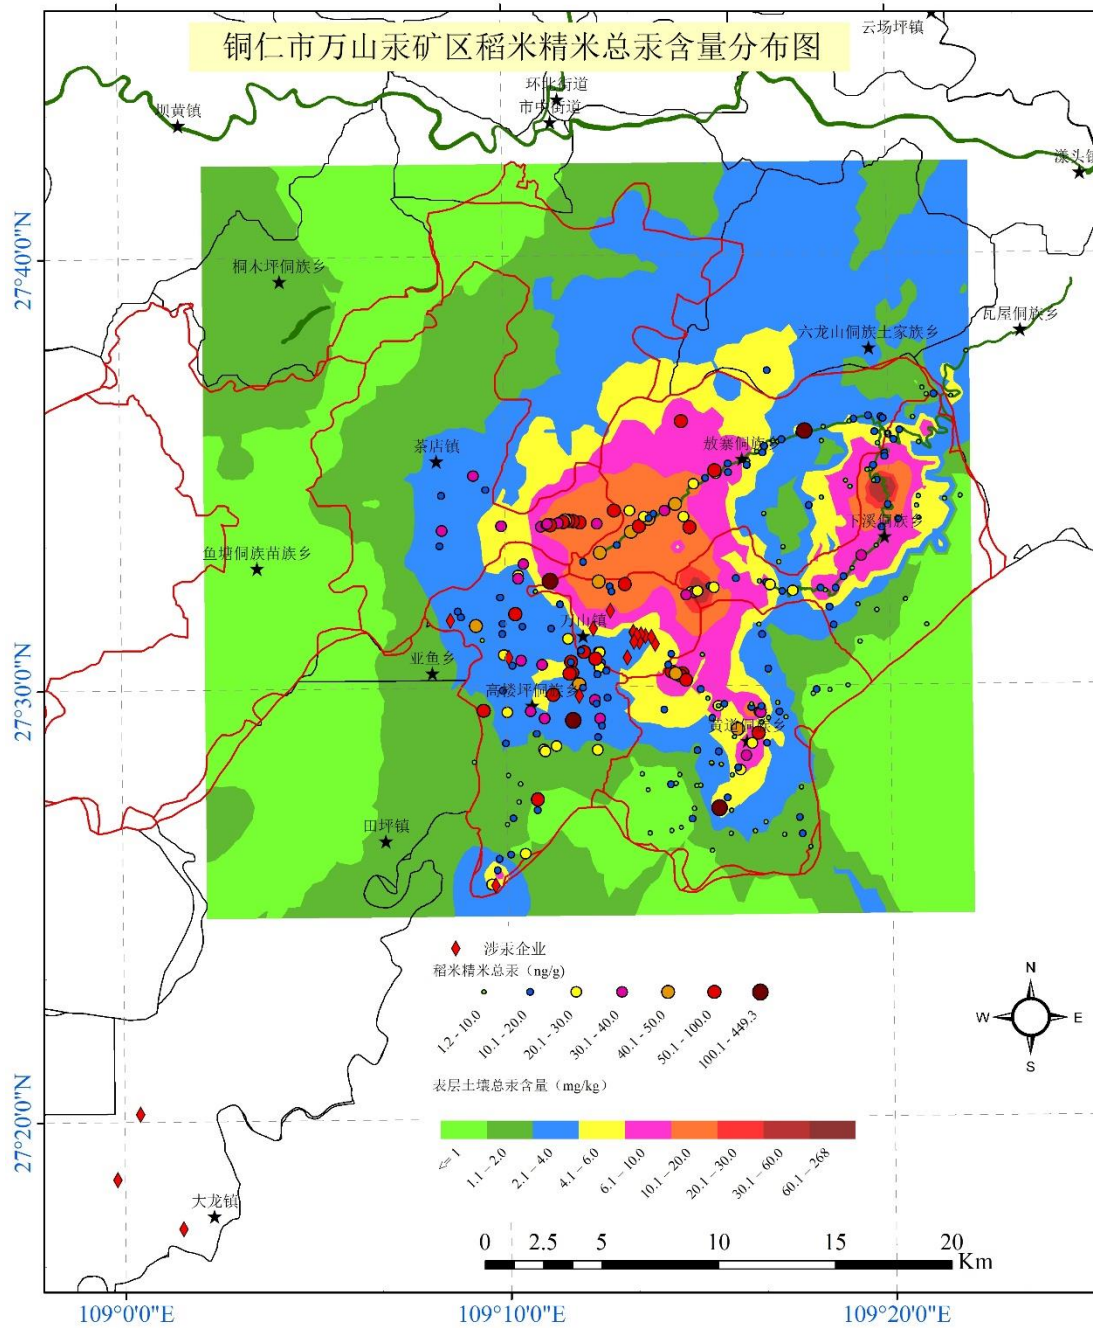 铜仁市万山汞矿区稻米精米总汞含量分布图
云场坪镇
环北街道
市中街道
坝黄镇
漾头镇
27°40'0"N
桐木坪侗族乡
瓦屋侗族乡
六龙山侗族土家族乡
茶店镇
敖寨侗族乡
下溪侗族乡
鱼塘侗族苗族乡
万山镇
亚鱼乡
27°30'0"N
高楼坪侗族乡
黄道侗族乡
田坪镇
涉汞企业
稻米精米总汞（ng/g）
1.2 - 10.0
10.1 - 20.0
20.1 - 30.0
30.1 - 40.0
40.1 - 50.0
50.1 - 100.0
100.1 - 449.3
N
W
E
S
表层土壤总汞含量（mg/kg）
<= 1
1.1 - 2.0
2.1 - 4.0
4.1 - 6.0
6.1 - 10.0
10.1 - 20.0
20.1 - 30.0
30.1 - 60.0
60.1 - 268
27°20'0"N
大龙镇
0 2.5 5 10 15 20
Km
109°0'0"E
109°10'0"E
109°20'0"E